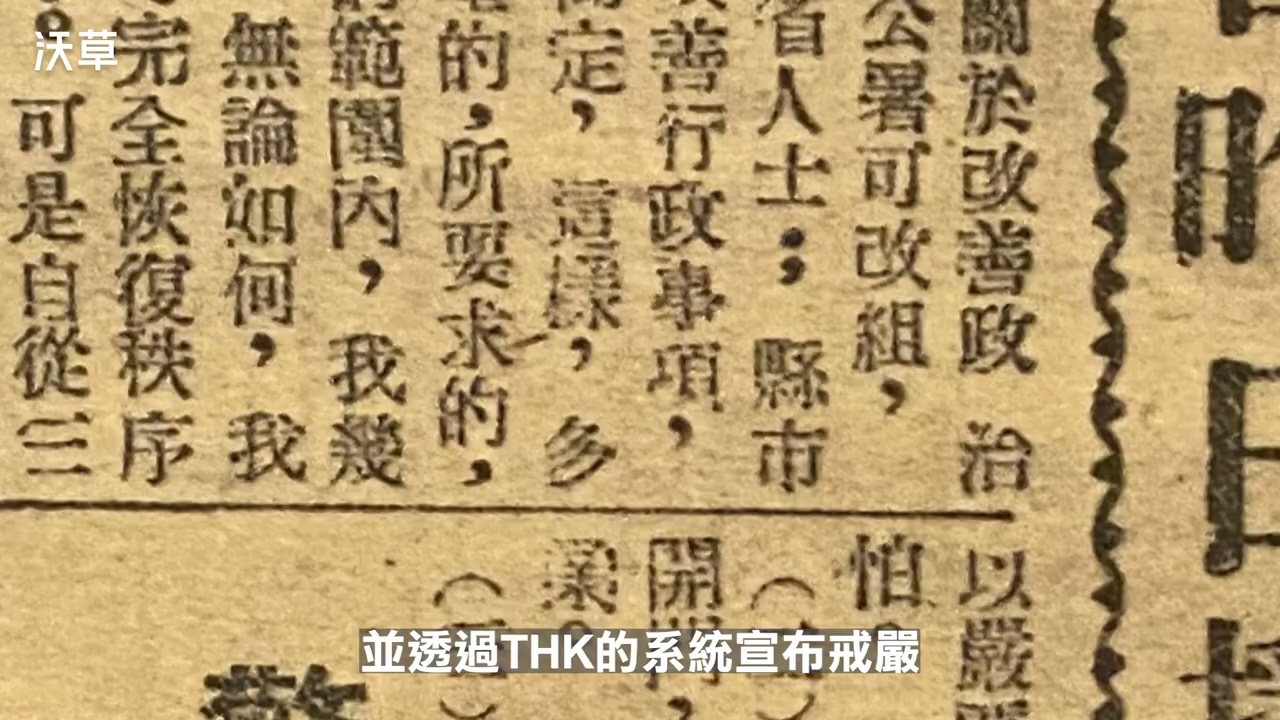 沃草
日
關於改善政 治
公署可改組，
省人士；縣市
善行政事項，
定，這樣，多
的，所要求的，
範圍內，我幾
無論如何，我
完全恢復秩序
。可是自從三
以嚴
怕
開
業。
並透過THK的系統宣布戒嚴